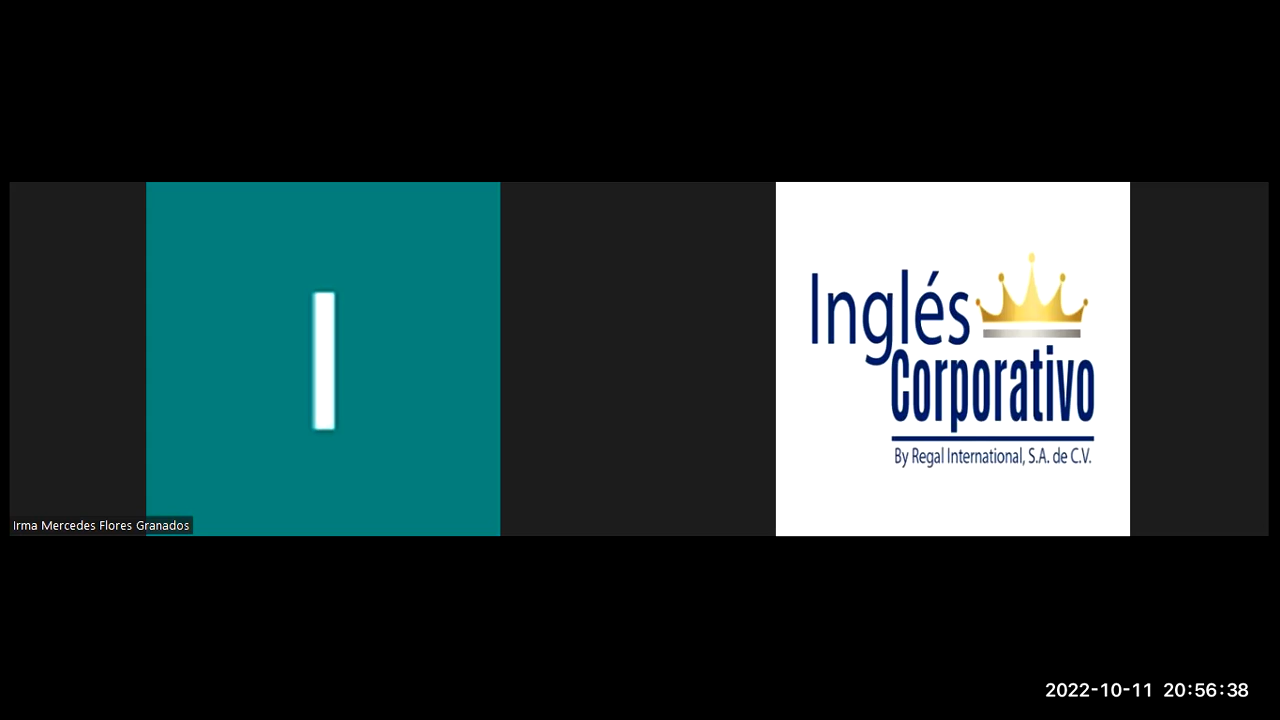 I
Irma Mercedes Flores Granados
Inglés
Corporativo
By Regal International, S.A. de C.V.
2022-10-11 20:56:38